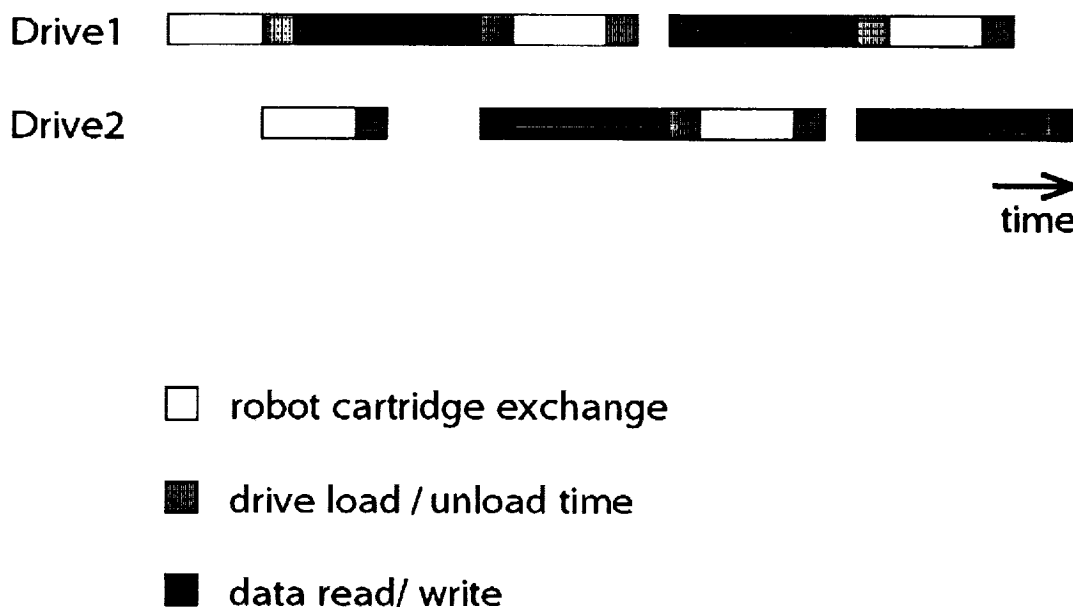 Drive1
Drive2
time
robot cartridge exchange
drive load / unload time
data read/ write